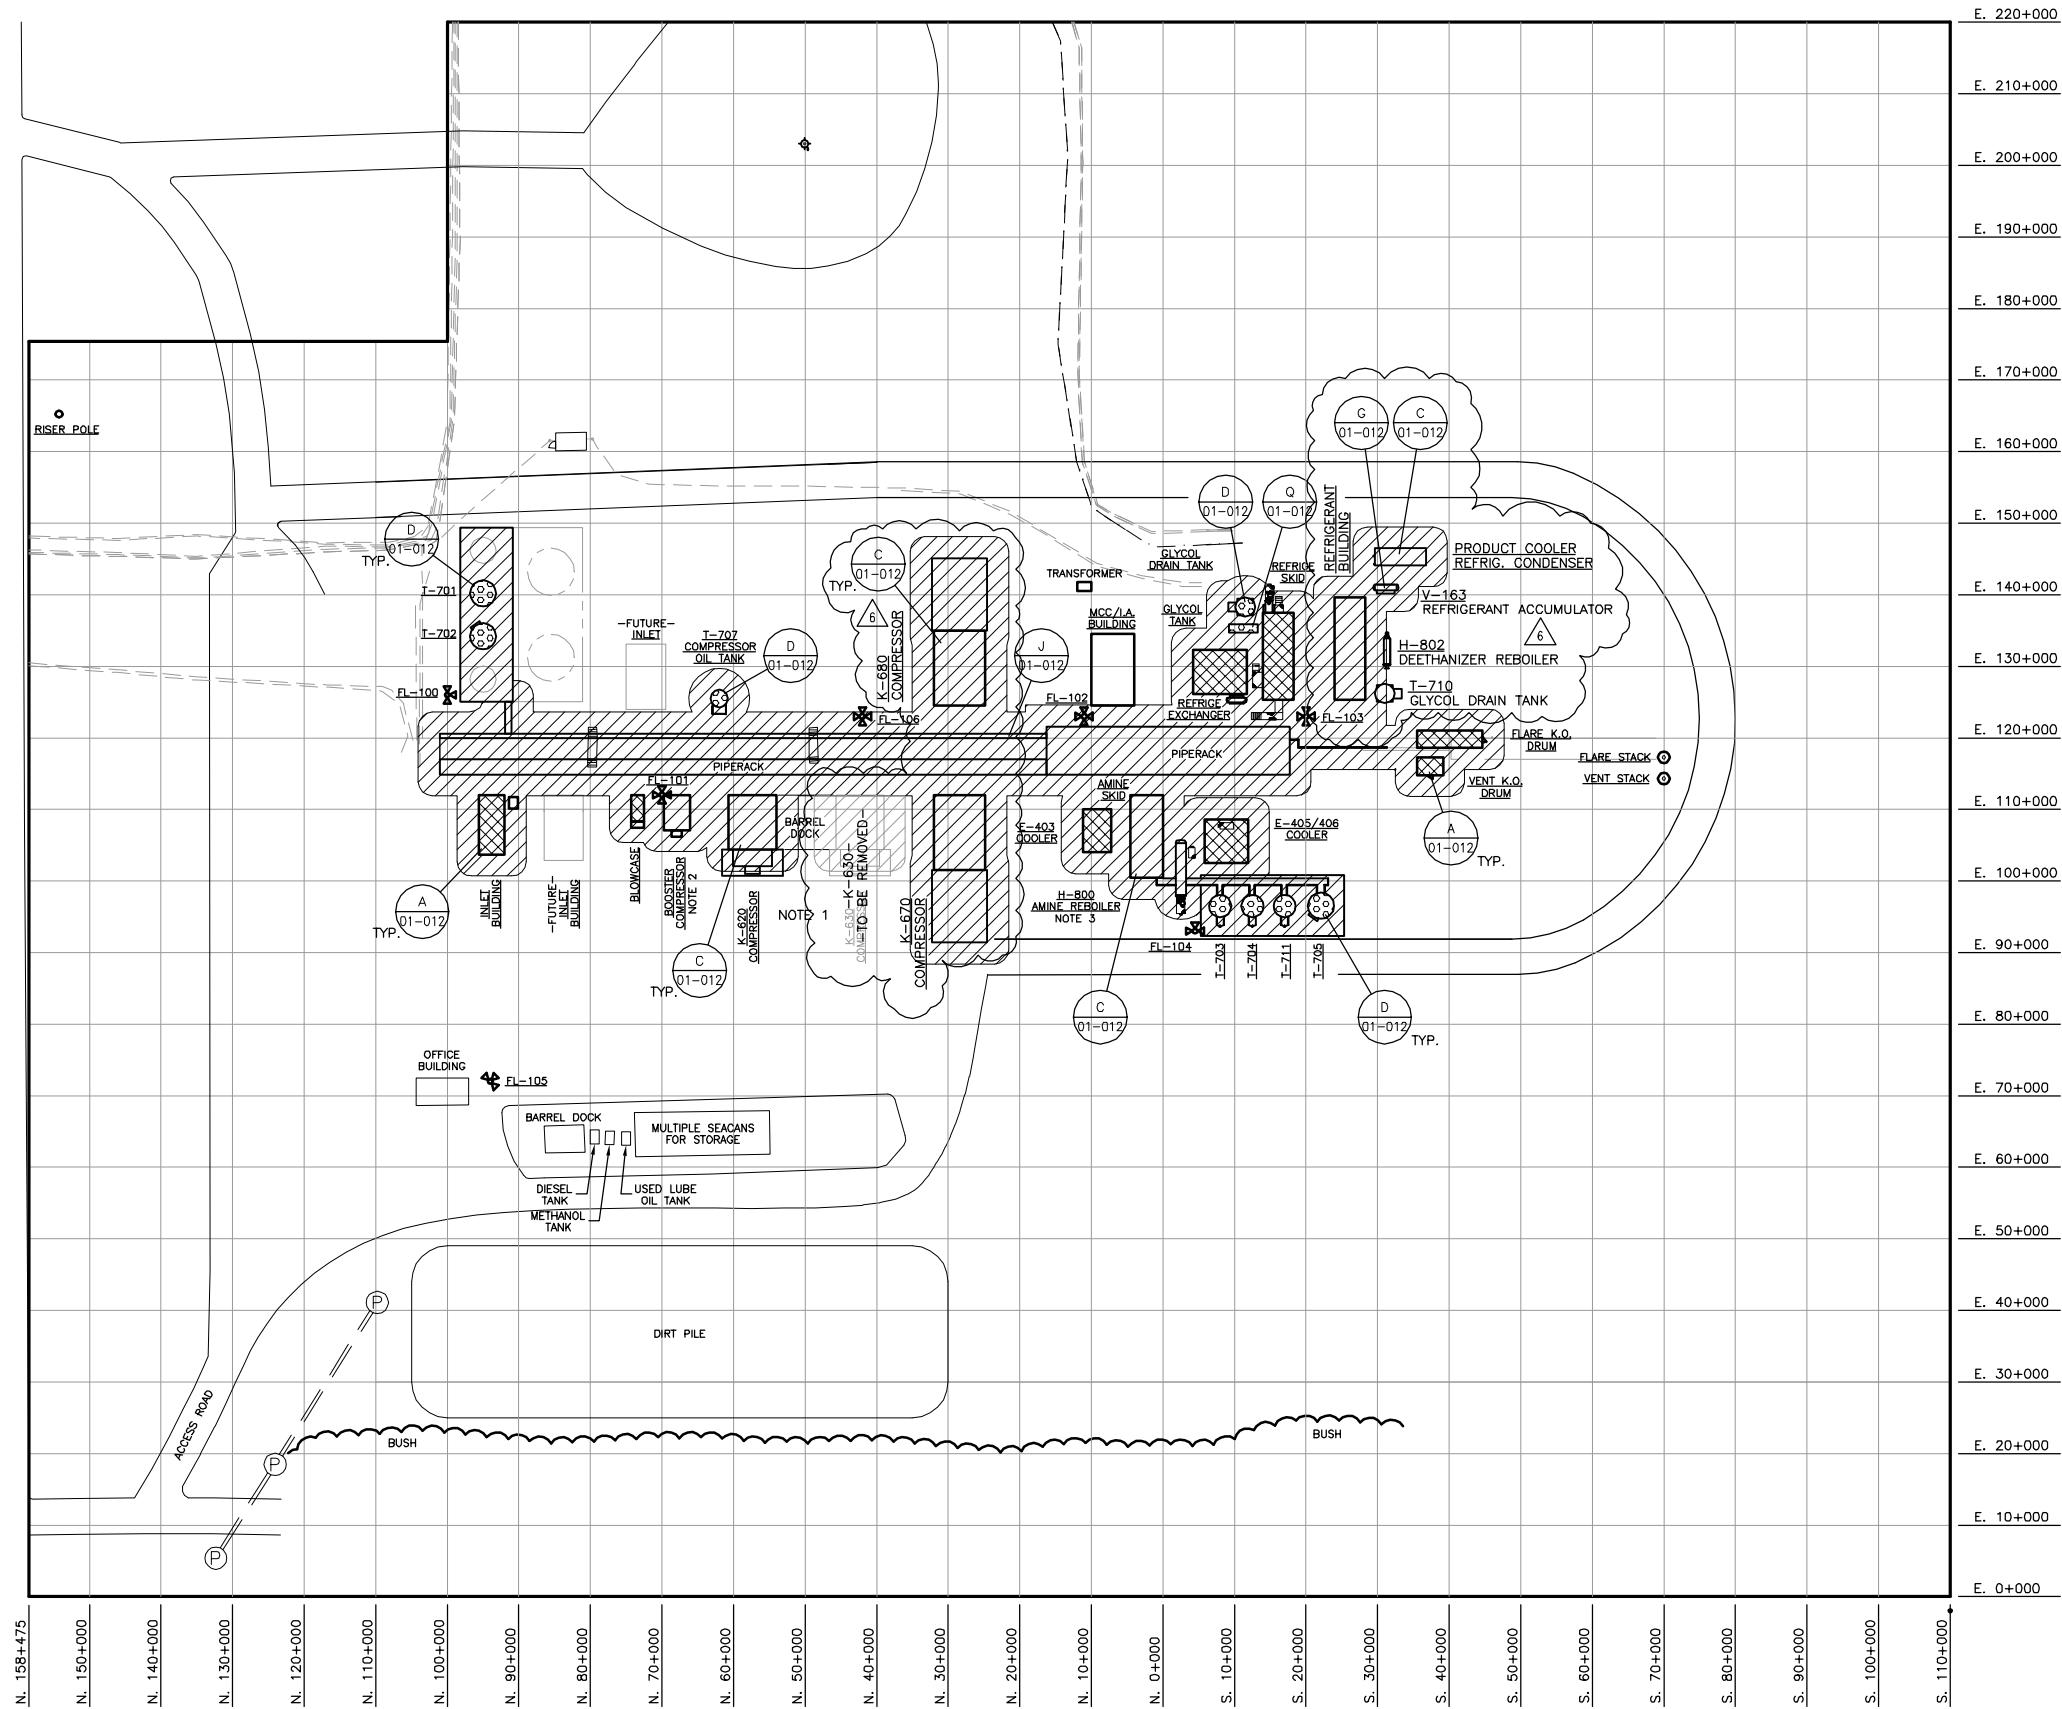 E. 220+000
E. 210+000
E. 200+000
E. 190+000
E. 180+000
E. 170+000
E. 160+000
E. 150+000
E. 140+000
E. 130+000
E. 120+000
E. 110+000
E. 100+000
E. 90+000
E. 80+000
E. 70+000
E. 60+000
E. 50+000
E. 40+000
E. 30+000
E. 20+000
E. 10+000
E. 0+000
RISER POLE
G
01-012
C
01-012
D
01-012
Q
01-012
D
01-012
TYP.
C
01-012
TYP.
6
K-680
COMPRESSOR
T-701
T-702
FL-100
-FUTURE-
INLET
T-707
COMPRESSOR
OIL TANK
D
01-012
J
01-012
FL-106
TRANSFORMER
MCC/I.A.
BUILDING
FL-102
GLYCOL
DRAIN TANK
GLYCOL
TANK
REFRIGE
SKID
REFRIGERANT
BUILDING
REFRIGE
EXCHANGER
FL-103
PRODUCT COOLER
REFRIG. CONDENSER
V-163
REFRIGERANT ACCUMULATOR
6
H-802
DEETHANIZER REBOILER
T-710
GLYCOL DRAIN TANK
FLARE K.O.
DRUM
FLARE STACK
VENT STACK
VENT K.O.
DRUM
A
01-012
TYP.
PIPERACK
PIPERACK
FL-101
AMINE
SKID
E-403
COOLER
E-405/406
COOLER
BARREL
DOCK
INLET
BUILDING
-FUTURE-
INLET
BUILDING
BLOWCASE
BOOSTER
COMPRESSOR
NOTE 2
K-620
COMPRESSOR
NOTE 1
K-630
COMPRESSOR
-K-630-
-TO BE REMOVED-
K-670
COMPRESSOR
A
01-012
TYP.
C
01-012
TYP.
H-800
AMINE REBOILER
NOTE 3
FL-104
T-703
T-704
T-711
T-705
C
01-012
D
01-012
TYP.
OFFICE
BUILDING
FL-105
BARREL DOCK
MULTIPLE SEACANS
FOR STORAGE
DIESEL
TANK
METHANOL
TANK
USED LUBE
OIL TANK
P
DIRT PILE
ACCESS ROAD
BUSH
BUSH
P
P
N. 158+475
N. 150+000
N. 140+000
N. 130+000
N. 120+000
N. 110+000
N. 100+000
N. 90+000
N. 80+000
N. 70+000
N. 60+000
N. 50+000
N. 40+000
N. 30+000
N. 20+000
N. 10+000
N. 0+000
S. 10+000
S. 20+000
S. 30+000
S. 40+000
S. 50+000
S. 60+000
S. 70+000
S. 80+000
S. 90+000
S. 100+000
S. 110+000